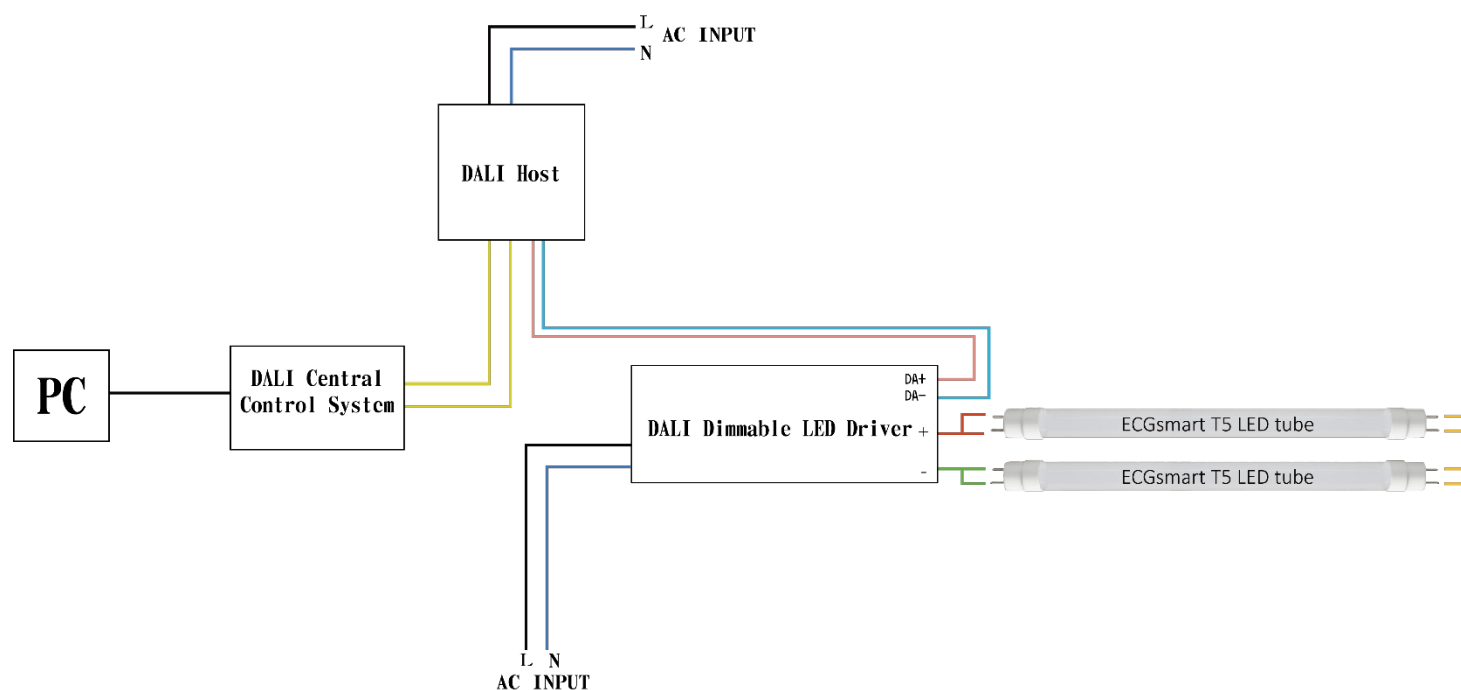 L
AC INPUT
N
DALI Host
PC
DALI Central
Control System
DA+
DA-
DALI Dimmable LED Driver +
-
ECGsmart T5 LED tube
ECGsmart T5 LED tube
L N
AC INPUT